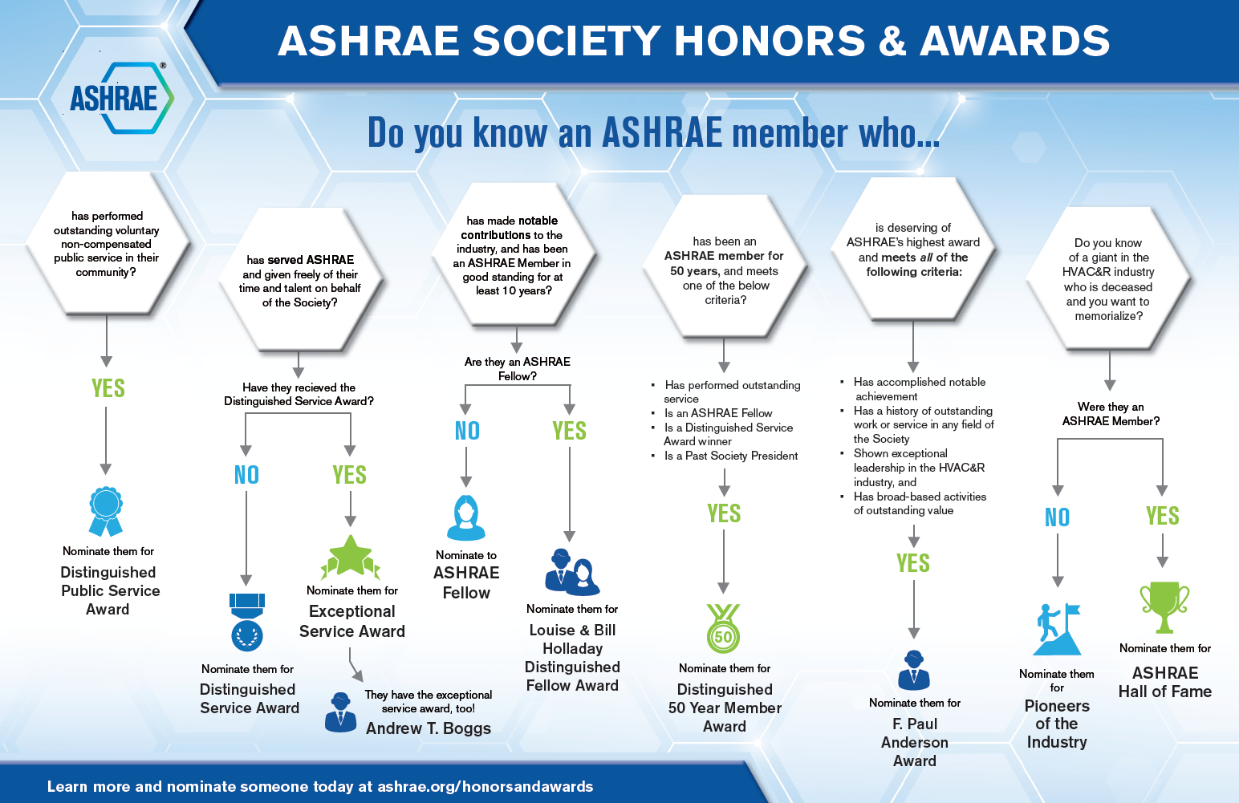 ASHRAE SOCIETY HONORS & AWARDS
ASHRAE®
Do you know an ASHRAE member who...
has performed
outstanding voluntary
non-compensated
public service in their
community?
YES
Nominate them for
Distinguished
Public Service
Award
has served ASHRAE
and given freely of their
time and talent on behalf
of the Society?
Have they recieved the
Distinguished Service Award?
NO
Nominate them for
Distinguished
Service Award
YES
Nominate them for
Exceptional
Service Award
They have the exceptional
service award, too!
Andrew T. Boggs
has made notable
contributions to the
industry, and has been
an ASHRAE Member in
good standing for at
least 10 years?
Are they an ASHRAE
Fellow?
NO
Nominate to
ASHRAE
Fellow
YES
Nominate them for
Louise & Bill
Holladay
Distinguished
Fellow Award
has been an
ASHRAE member for
50 years, and meets
one of the below
criteria?
▪ Has performed outstanding
service
▪ Is an ASHRAE Fellow
▪ Is a Distinguished Service
Award winner
▪ Is a Past Society President
YES
50
Nominate them for
Distinguished
50 Year Member
Award
is deserving of
ASHRAE's highest award
and meets all of the
following criteria:
▪ Has accomplished notable
achievement
▪ Has a history of outstanding
work or service in any field of
the Society
▪ Shown exceptional
leadership in the HVAC&R
industry, and
▪ Has broad-based activities
of outstanding value
YES
Nominate them for
F. Paul
Anderson
Award
Do you know
of a giant in the
HVAC&R industry
who is deceased
and you want to
memorialize?
Were they an
ASHRAE Member?
NO
Nominate them
for
Pioneers
of the
Industry
YES
Nominate them for
ASHRAE
Hall of Fame
Learn more and nominate someone today at ashrae.org/honorsandawards